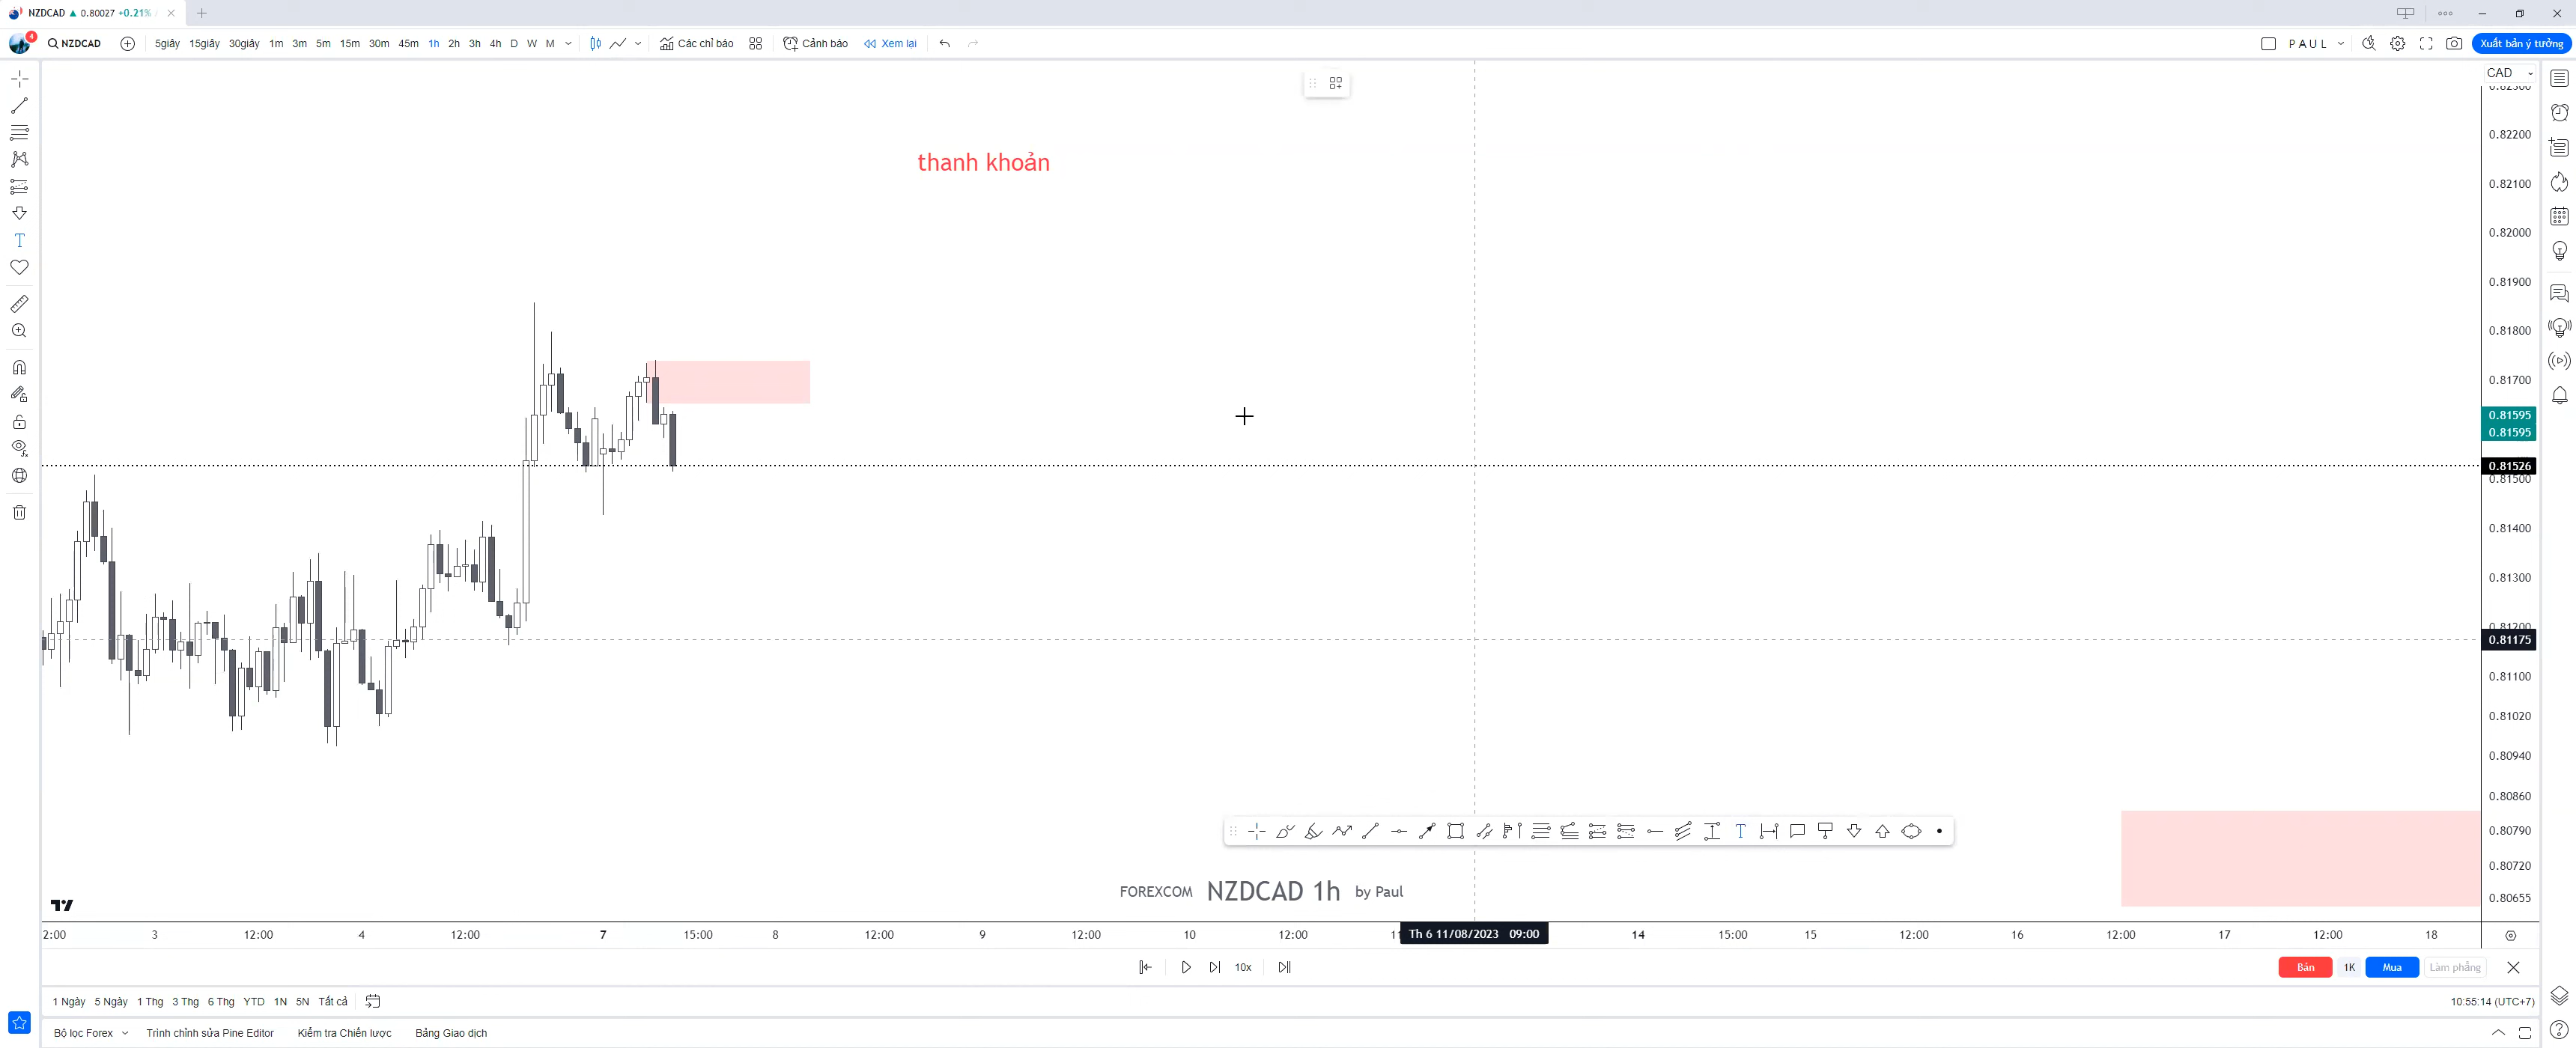 NZDCAD ▲ 0.80027 +0.21%
4
NZDCAD 5giây 15giây 30giây 1m 3m 5m 15m 30m 45m 1h 2h 3h 4h D W M Các chỉ báo Cảnh báo Xem lại PAUL Xuất bản ý tưởng
CAD
0.82300
thanh khoản
0.82200
0.82100
0.82000
0.81900
0.81800
0.81700
0.81595
0.81595
0.81526
0.81500
0.81400
0.81300
0.81200
0.81175
0.81100
0.81020
0.80940
0.80860
0.80790
0.80720
0.80655
FOREXCOM NZDCAD 1h by Paul
2:00 3 12:00 4 12:00 7 15:00 8 12:00 9 12:00 10 12:00 11 Th 6 11/08/2023 09:00 14 15:00 15 12:00 16 12:00 17 12:00 18
10x Bán 1K Mua Làm phẳng
1 Ngày 5 Ngày 1 Thg 3 Thg 6 Thg YTD 1N 5N Tất cả 10:55:14 (UTC+7)
Bộ lọc Forex Trình chỉnh sửa Pine Editor Kiểm tra Chiến lược Bảng Giao dịch